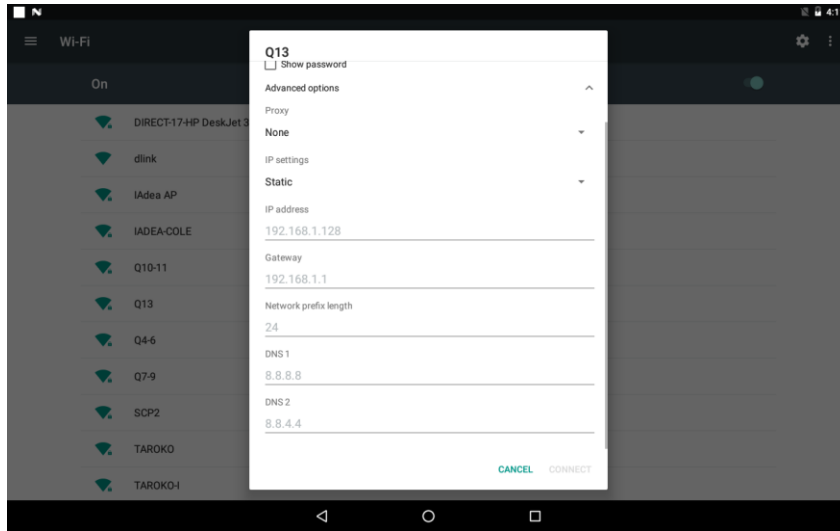 4:1
Wi-Fi
On
DIRECT-17-HP DeskJet 3
dlink
IAdea AP
IADEA-COLE
Q10-11
Q13
Q4-6
Q7-9
SCP2
TAROKO
TAROKO-I
Q13
Show password
Advanced options
Proxy
None
IP settings
Static
IP address
192.168.1.128
Gateway
192.168.1.1
Network prefix length
24
DNS 1
8.8.8.8
DNS 2
8.8.4.4
CANCEL CONNECT